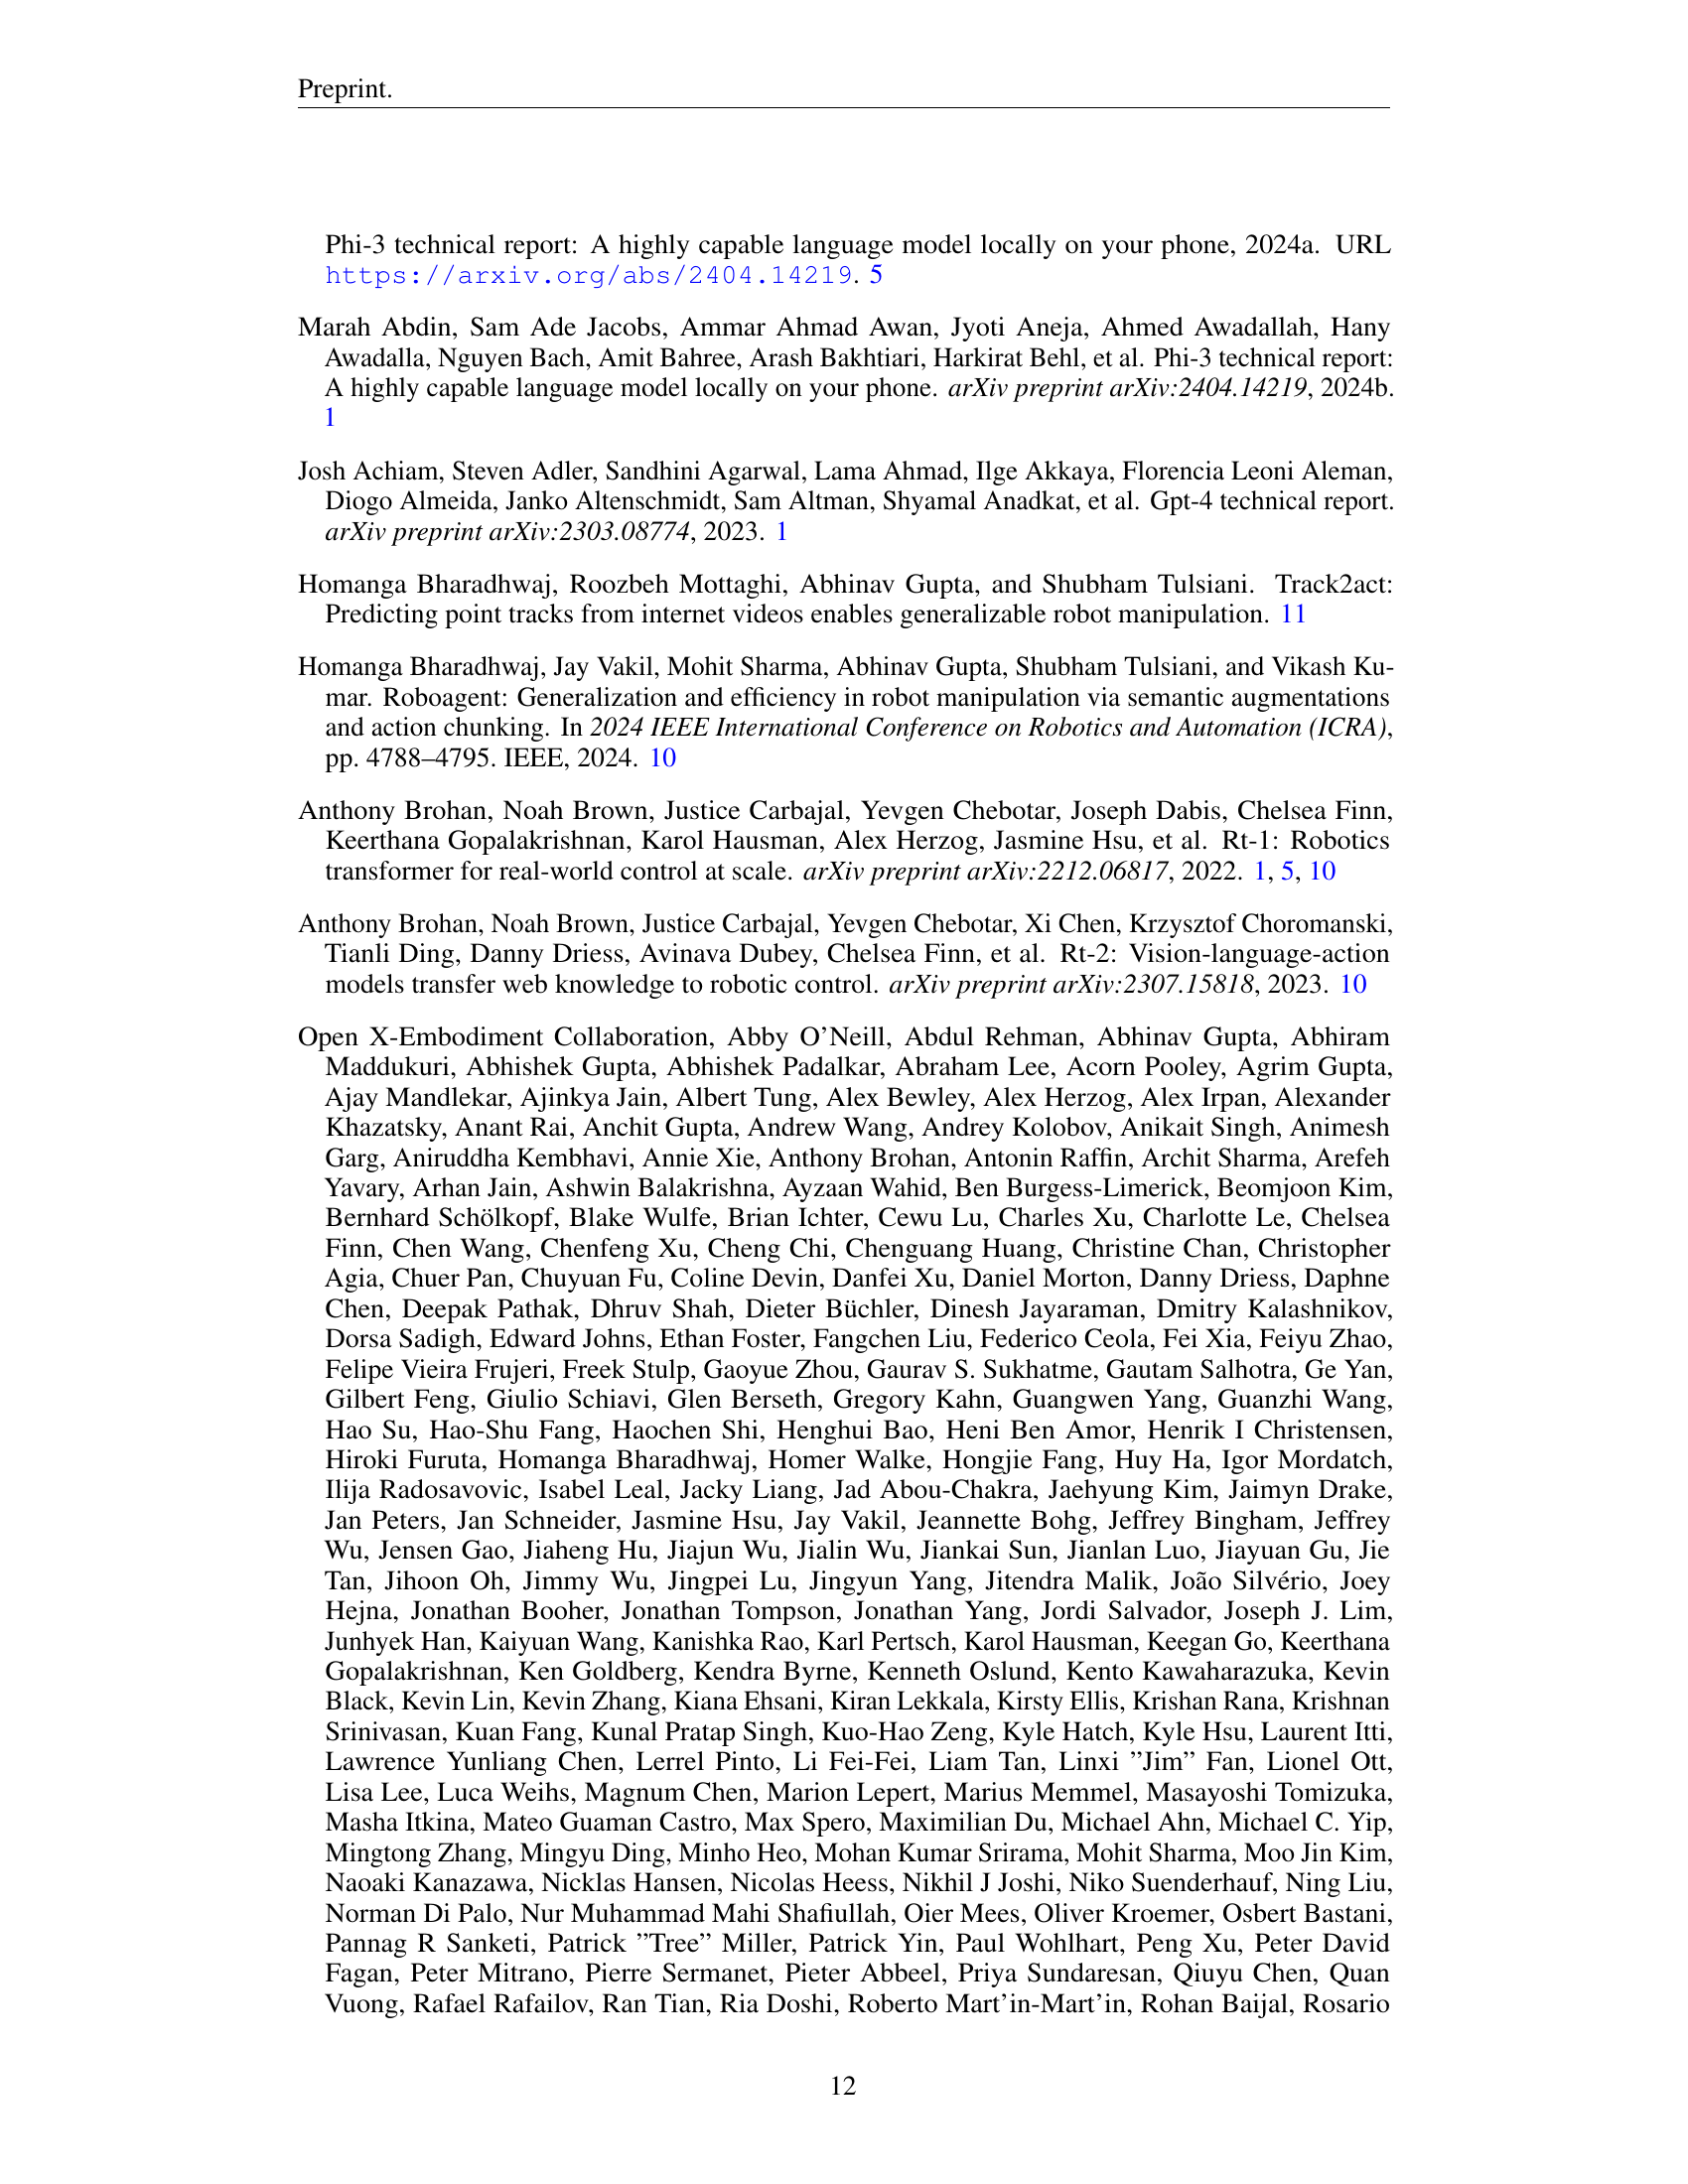 Preprint.
Phi-3 technical report: A highly capable language model locally on your phone, 2024a. URL
https://arxiv.org/abs/2404.14219. 5
Marah Abdin, Sam Ade Jacobs, Ammar Ahmad Awan, Jyoti Aneja, Ahmed Awadallah, Hany
Awadalla, Nguyen Bach, Amit Bahree, Arash Bakhtiari, Harkirat Behl, et al. Phi-3 technical report:
A highly capable language model locally on your phone. arXiv preprint arXiv:2404.14219, 2024b.
1
Josh Achiam, Steven Adler, Sandhini Agarwal, Lama Ahmad, Ilge Akkaya, Florencia Leoni Aleman,
Diogo Almeida, Janko Altenschmidt, Sam Altman, Shyamal Anadkat, et al. Gpt-4 technical report.
arXiv preprint arXiv:2303.08774, 2023. 1
Homanga Bharadhwaj, Roozbeh Mottaghi, Abhinav Gupta, and Shubham Tulsiani. Track2act:
Predicting point tracks from internet videos enables generalizable robot manipulation. 11
Homanga Bharadhwaj, Jay Vakil, Mohit Sharma, Abhinav Gupta, Shubham Tulsiani, and Vikash Ku-
mar. Roboagent: Generalization and efficiency in robot manipulation via semantic augmentations
and action chunking. In 2024 IEEE International Conference on Robotics and Automation (ICRA),
pp. 4788–4795. IEEE, 2024. 10
Anthony Brohan, Noah Brown, Justice Carbajal, Yevgen Chebotar, Joseph Dabis, Chelsea Finn,
Keerthana Gopalakrishnan, Karol Hausman, Alex Herzog, Jasmine Hsu, et al. Rt-1: Robotics
transformer for real-world control at scale. arXiv preprint arXiv:2212.06817, 2022. 1, 5, 10
Anthony Brohan, Noah Brown, Justice Carbajal, Yevgen Chebotar, Xi Chen, Krzysztof Choromanski,
Tianli Ding, Danny Driess, Avinava Dubey, Chelsea Finn, et al. Rt-2: Vision-language-action
models transfer web knowledge to robotic control. arXiv preprint arXiv:2307.15818, 2023. 10
Open X-Embodiment Collaboration, Abby O’Neill, Abdul Rehman, Abhinav Gupta, Abhiram
Maddukuri, Abhishek Gupta, Abhishek Padalkar, Abraham Lee, Acorn Pooley, Agrim Gupta,
Ajay Mandlekar, Ajinkya Jain, Albert Tung, Alex Bewley, Alex Herzog, Alex Irpan, Alexander
Khazatsky, Anant Rai, Anchit Gupta, Andrew Wang, Andrey Kolobov, Anikait Singh, Animesh
Garg, Aniruddha Kembhavi, Annie Xie, Anthony Brohan, Antonin Raffin, Archit Sharma, Arefeh
Yavary, Arhan Jain, Ashwin Balakrishna, Ayzaan Wahid, Ben Burgess-Limerick, Beomjoon Kim,
Bernhard Schölkopf, Blake Wulfe, Brian Ichter, Cewu Lu, Charles Xu, Charlotte Le, Chelsea
Finn, Chen Wang, Chenfeng Xu, Cheng Chi, Chenguang Huang, Christine Chan, Christopher
Agia, Chuer Pan, Chuyuan Fu, Coline Devin, Danfei Xu, Daniel Morton, Danny Driess, Daphne
Chen, Deepak Pathak, Dhruv Shah, Dieter Büchler, Dinesh Jayaraman, Dmitry Kalashnikov,
Dorsa Sadigh, Edward Johns, Ethan Foster, Fangchen Liu, Federico Ceola, Fei Xia, Feiyu Zhao,
Felipe Vieira Frujeri, Freek Stulp, Gaoyue Zhou, Gaurav S. Sukhatme, Gautam Salhotra, Ge Yan,
Gilbert Feng, Giulio Schiavi, Glen Berseth, Gregory Kahn, Guangwen Yang, Guanzhi Wang,
Hao Su, Hao-Shu Fang, Haochen Shi, Henghui Bao, Heni Ben Amor, Henrik I Christensen,
Hiroki Furuta, Homanga Bharadhwaj, Homer Walke, Hongjie Fang, Huy Ha, Igor Mordatch,
Ilija Radosavovic, Isabel Leal, Jacky Liang, Jad Abou-Chakra, Jaehyung Kim, Jaimyn Drake,
Jan Peters, Jan Schneider, Jasmine Hsu, Jay Vakil, Jeannette Bohg, Jeffrey Bingham, Jeffrey
Wu, Jensen Gao, Jiaheng Hu, Jiajun Wu, Jialin Wu, Jiankai Sun, Jianlan Luo, Jiayuan Gu, Jie
Tan, Jihoon Oh, Jimmy Wu, Jingpei Lu, Jingyun Yang, Jitendra Malik, João Silvério, Joey
Hejna, Jonathan Booher, Jonathan Tompson, Jonathan Yang, Jordi Salvador, Joseph J. Lim,
Junhyek Han, Kaiyuan Wang, Kanishka Rao, Karl Pertsch, Karol Hausman, Keegan Go, Keerthana
Gopalakrishnan, Ken Goldberg, Kendra Byrne, Kenneth Oslund, Kento Kawaharazuka, Kevin
Black, Kevin Lin, Kevin Zhang, Kiana Ehsani, Kiran Lekkala, Kirsty Ellis, Krishan Rana, Krishnan
Srinivasan, Kuan Fang, Kunal Pratap Singh, Kuo-Hao Zeng, Kyle Hatch, Kyle Hsu, Laurent Itti,
Lawrence Yunliang Chen, Lerrel Pinto, Li Fei-Fei, Liam Tan, Linxi ”Jim” Fan, Lionel Ott,
Lisa Lee, Luca Weihs, Magnum Chen, Marion Lepert, Marius Memmel, Masayoshi Tomizuka,
Masha Itkina, Mateo Guaman Castro, Max Spero, Maximilian Du, Michael Ahn, Michael C. Yip,
Mingtong Zhang, Mingyu Ding, Minho Heo, Mohan Kumar Srirama, Mohit Sharma, Moo Jin Kim,
Naoaki Kanazawa, Nicklas Hansen, Nicolas Heess, Nikhil J Joshi, Niko Suenderhauf, Ning Liu,
Norman Di Palo, Nur Muhammad Mahi Shafiullah, Oier Mees, Oliver Kroemer, Osbert Bastani,
Pannag R Sanketi, Patrick ”Tree” Miller, Patrick Yin, Paul Wohlhart, Peng Xu, Peter David
Fagan, Peter Mitrano, Pierre Sermanet, Pieter Abbeel, Priya Sundaresan, Qiuyu Chen, Quan
Vuong, Rafael Rafailov, Ran Tian, Ria Doshi, Roberto Mart’in-Mart’in, Rohan Baijal, Rosario
12